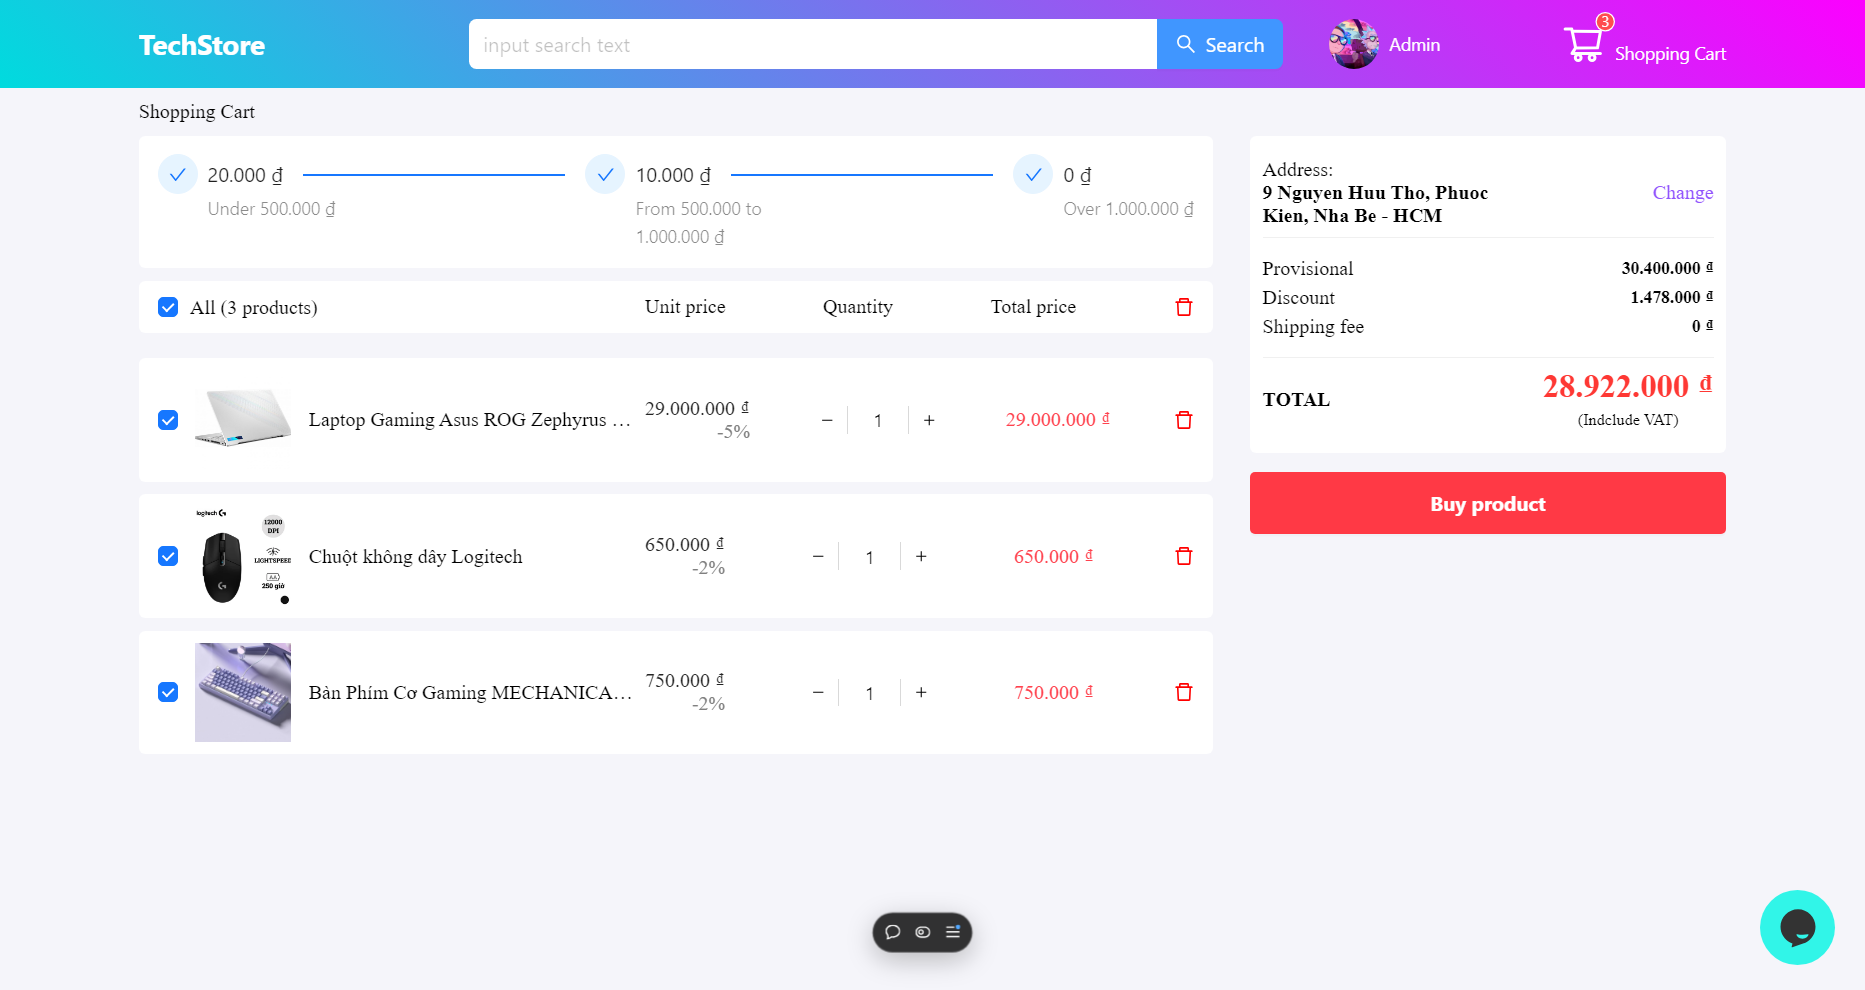 TechStore
input search text
Search
Admin
3
Shopping Cart
Shopping Cart
20.000 ₫
Under 500.000 ₫
10.000 ₫
From 500.000 to
1.000.000 ₫
0 ₫
Over 1.000.000 ₫
All (3 products)
Unit price
Quantity
Total price
Laptop Gaming Asus ROG Zephyrus ...
29.000.000 ₫
-5%
1
29.000.000 ₫
logitech G
12000
DPI
LIGHTSPEED
AA
250 giờ
Chuột không dây Logitech
650.000 ₫
-2%
1
650.000 ₫
Bàn Phím Cơ Gaming MECHANICA...
750.000 ₫
-2%
1
750.000 ₫
Address:
9 Nguyen Huu Tho, Phuoc
Kien, Nha Be - HCM
Change
Provisional
30.400.000 ₫
Discount
1.478.000 ₫
Shipping fee
0 ₫
TOTAL
28.922.000 ₫
(Indclude VAT)
Buy product